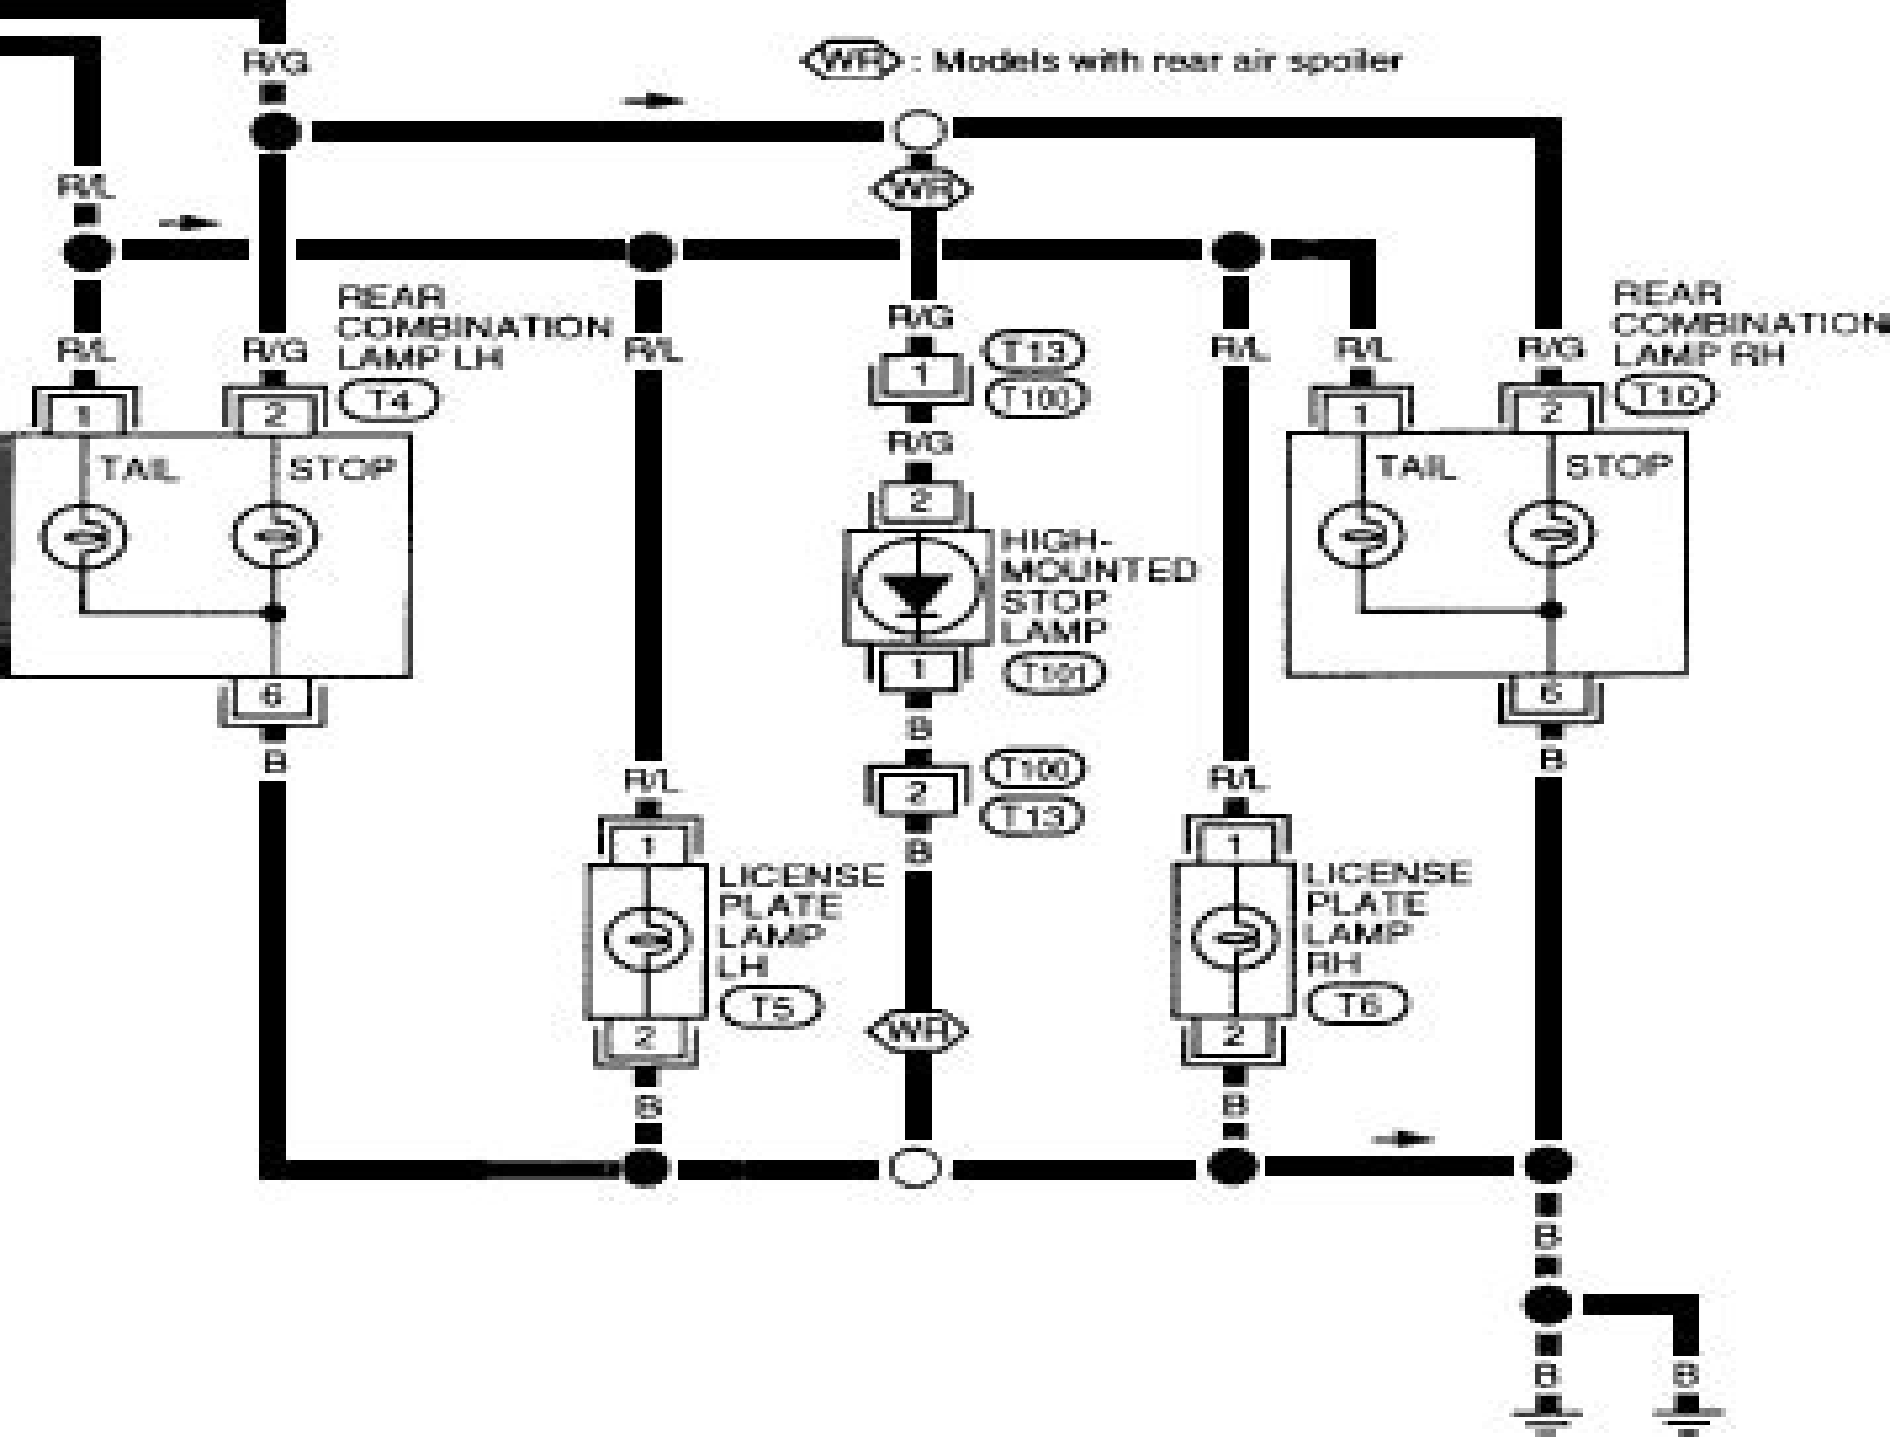 R/G
WR : Models with rear air spoiler
R/L
WR
REAR
COMBINATION
LAMP LH
T4
R/L
R/G
R/L
R/G
T13
T100
1
R/L
R/L
R/G
REAR
COMBINATION
LAMP RH
T10
1
2
R/G
1
2
TAIL
STOP
2
TAIL
STOP
HIGH-
MOUNTED
STOP
LAMP
T101
1
6
6
B
B
B
R/L
T100
T13
2
R/L
B
1
LICENSE
PLATE
LAMP
LH
T5
2
1
LICENSE
PLATE
LAMP
RH
T6
2
WR
B
B
B
B
B